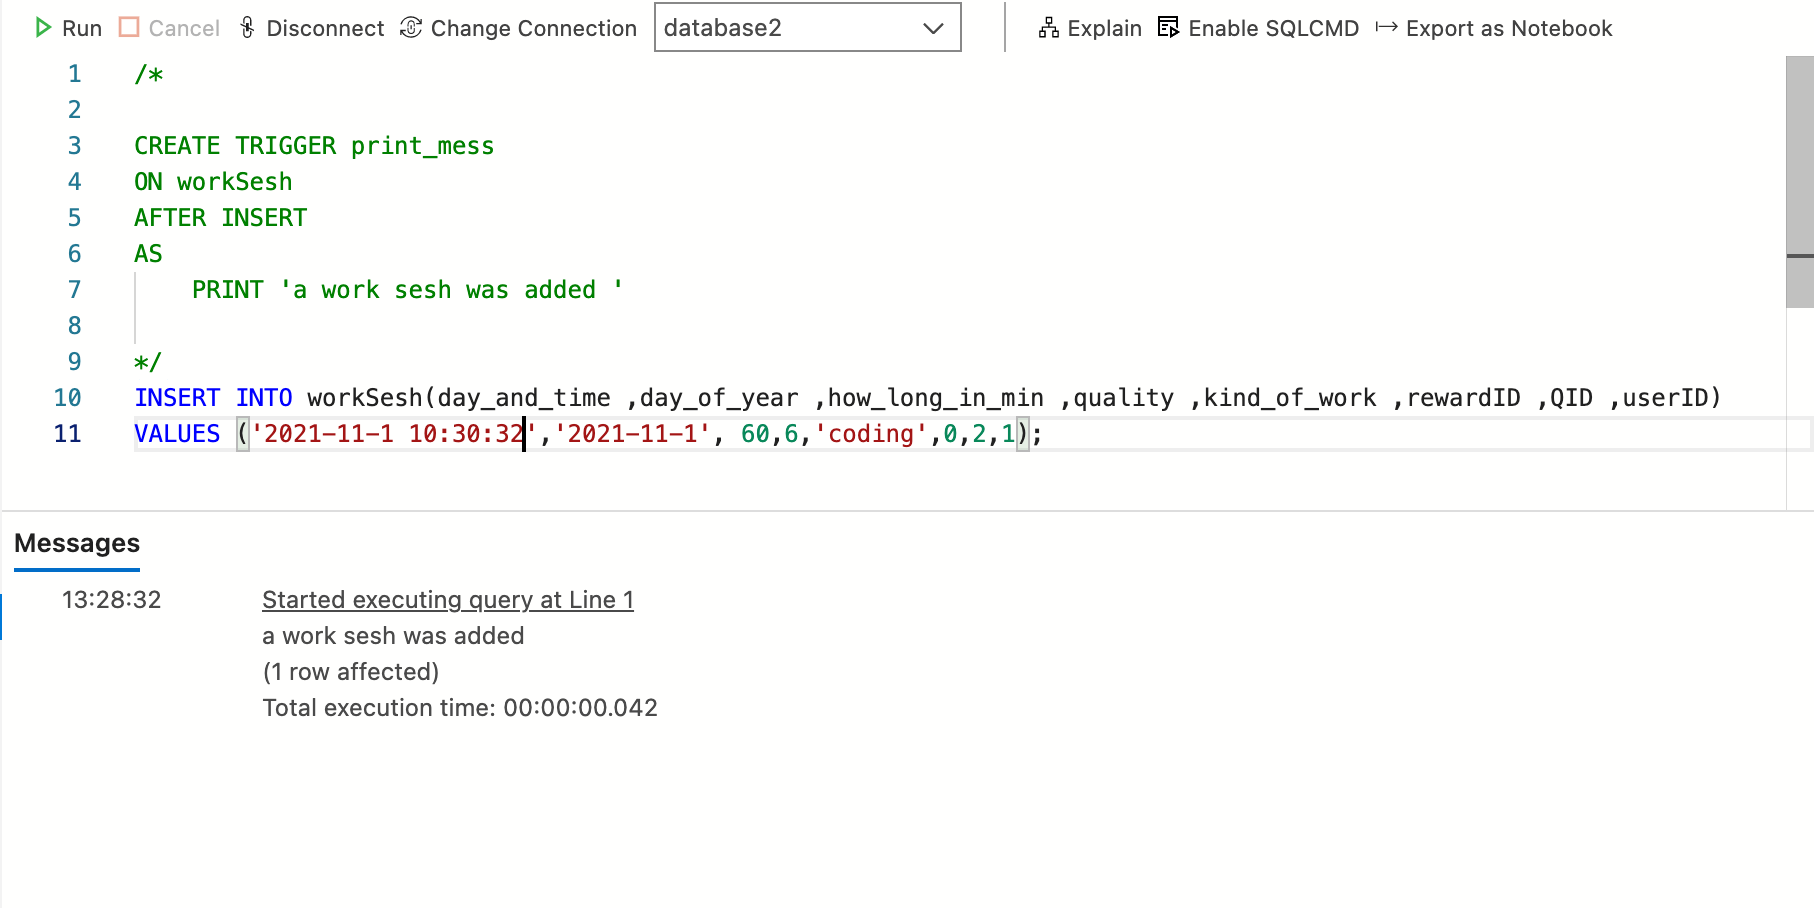 Run Cancel Disconnect Change Connection database2 Explain Enable SQLCMD Export as Notebook
1 /*
2
3 CREATE TRIGGER print_mess
4 ON workSesh
5 AFTER INSERT
6 AS
7 PRINT 'a work sesh was added '
8
9 */
10 INSERT INTO workSesh(day_and_time ,day_of_year ,how_long_in_min ,quality ,kind_of_work ,rewardID ,QID ,userID)
11 VALUES ('2021-11-1 10:30:32','2021-11-1', 60,6,'coding',0,2,1);
Messages
13:28:32 Started executing query at Line 1
a work sesh was added
(1 row affected)
Total execution time: 00:00:00.042